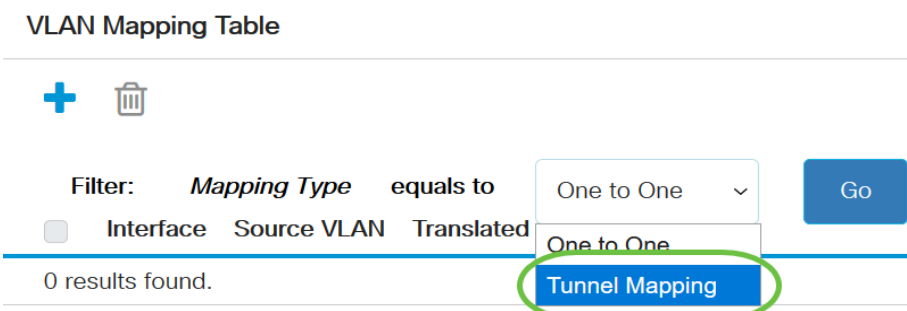 VLAN Mapping Table
Filter: Mapping Type equals to One to One Go
Interface Source VLAN Translated
One to One
0 results found.
Tunnel Mapping